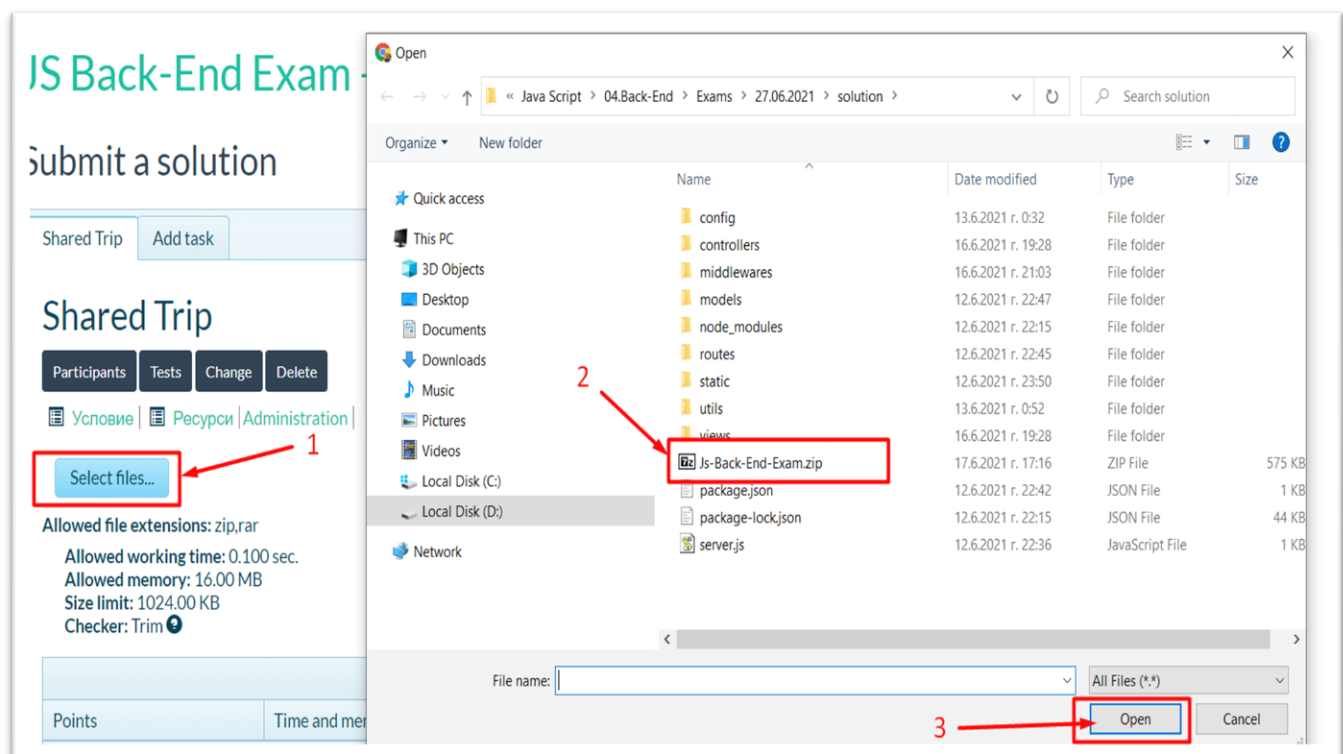 JS Back-End Exam -
Submit a solution
Shared Trip
Add task
Shared Trip
Participants
Tests
Change
Delete
Условие
Ресурси
Administration
1
Select files...
Allowed file extensions: zip,rar
Allowed working time: 0.100 sec.
Allowed memory: 16.00 MB
Size limit: 1024.00 KB
Checker: Trim
Points
Time and mem
Open
« Java Script > 04.Back-End > Exams > 27.06.2021 > solution >
Search solution
Organize
New folder
Quick access
This PC
3D Objects
Desktop
Documents
Downloads
Music
Pictures
Videos
Local Disk (C:)
Local Disk (D:)
Network
Name Date modified Type Size
config 13.6.2021 г. 0:32 File folder
controllers 16.6.2021 г. 19:28 File folder
middlewares 16.6.2021 г. 21:03 File folder
models 12.6.2021 г. 22:47 File folder
node_modules 12.6.2021 г. 22:15 File folder
routes 12.6.2021 г. 22:45 File folder
static 12.6.2021 г. 23:50 File folder
utils 13.6.2021 г. 0:52 File folder
views 16.6.2021 г. 19:28 File folder
2
Js-Back-End-Exam.zip 17.6.2021 г. 17:16 ZIP File 575 KB
package.json 12.6.2021 г. 22:42 JSON File 1 KB
package-lock.json 12.6.2021 г. 22:15 JSON File 44 KB
server.js 12.6.2021 г. 22:36 JavaScript File 1 KB
File name:
All Files (*.*)
3
Open
Cancel